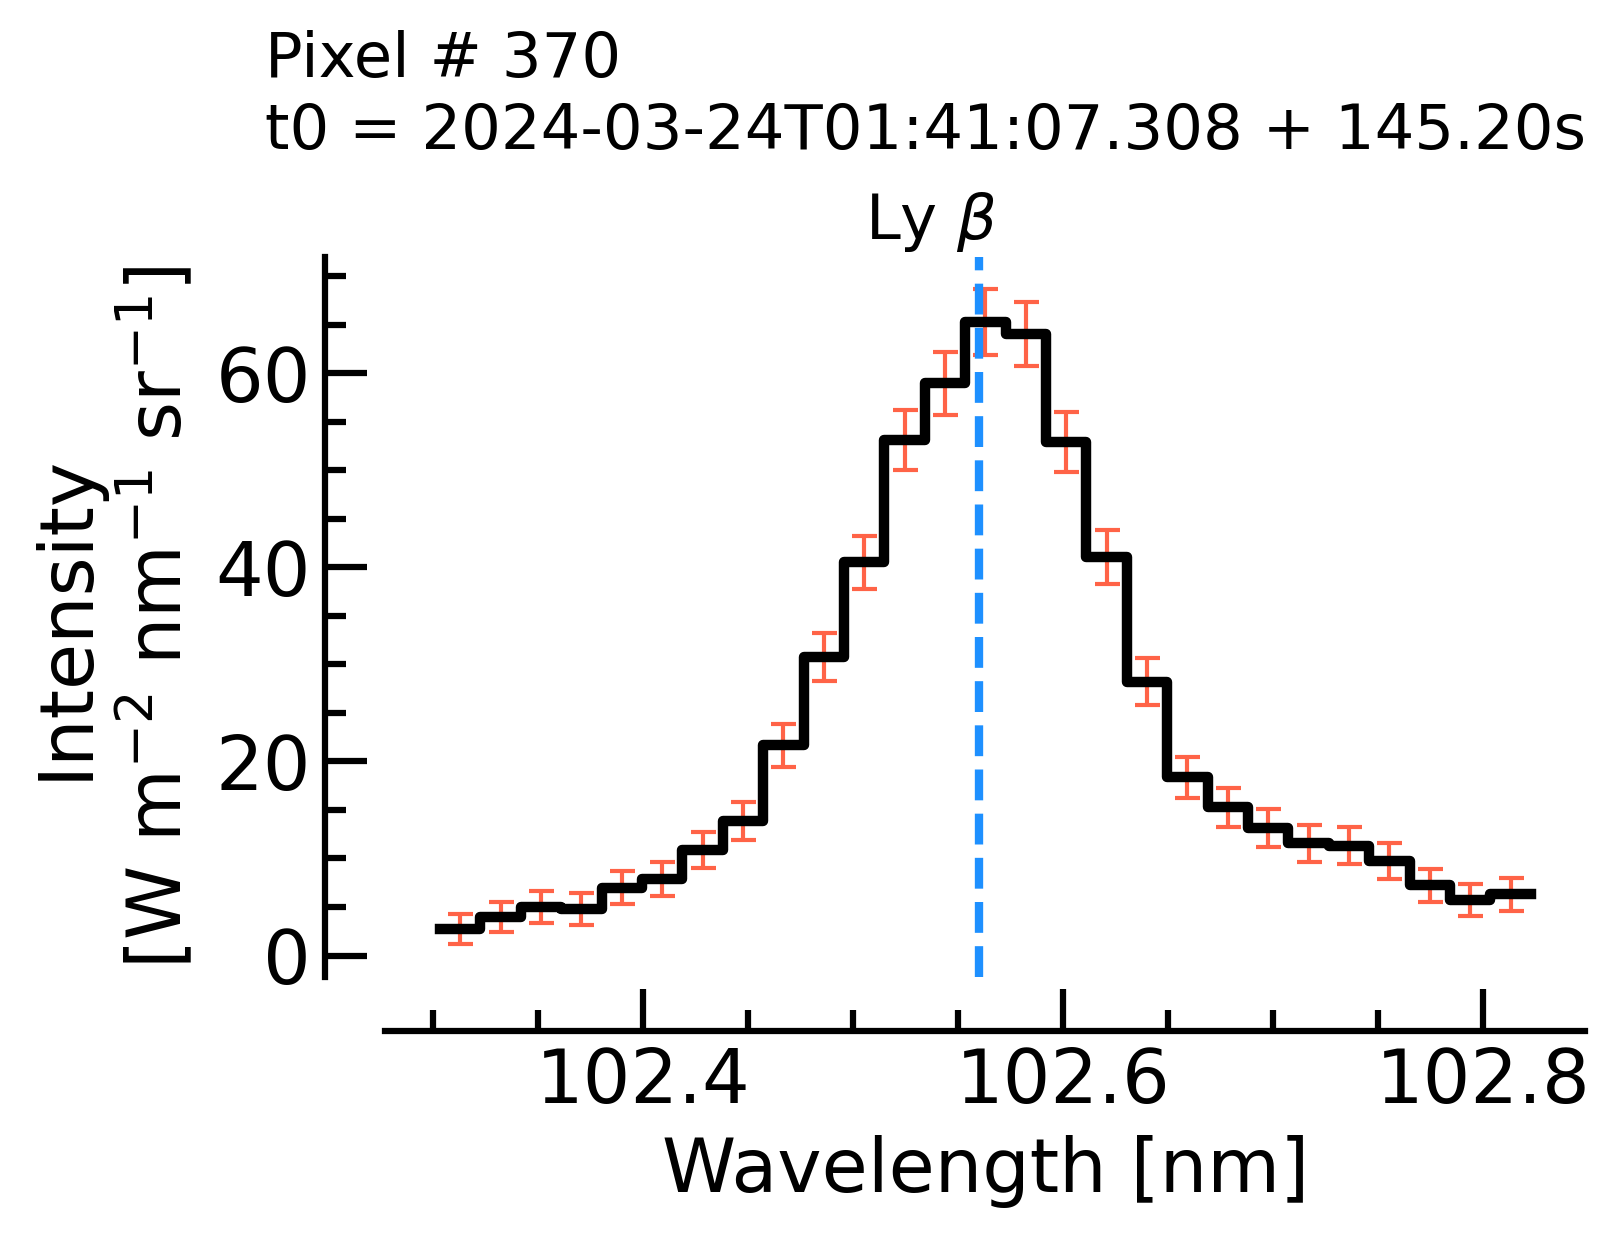 Pixel # 370
t0 = 2024-03-24T01:41:07.308 + 145.20s
Ly β
Intensity
[W m⁻² nm⁻¹ sr⁻¹]
60
40
20
0
102.4 102.6 102.8
Wavelength [nm]